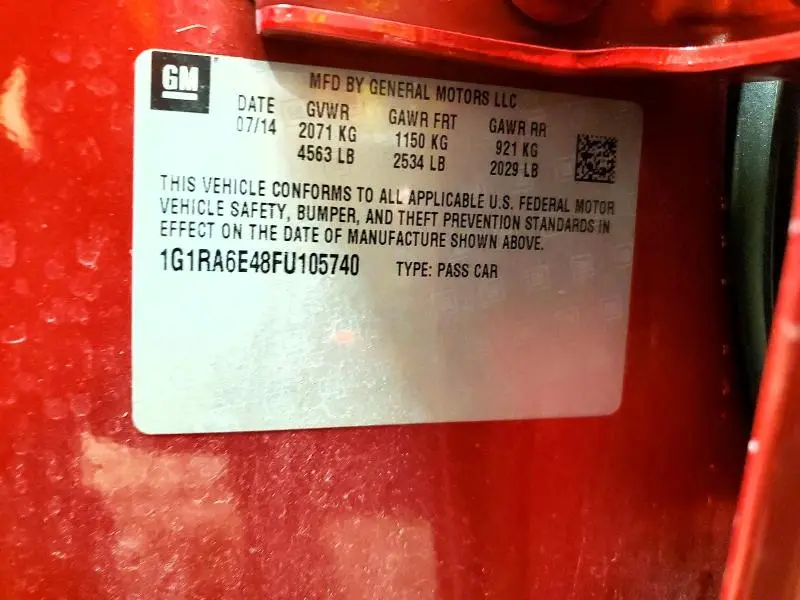 GM
MFD BY GENERAL MOTORS LLC
DATE GVWR GAWR FRT GAWR RR
07/14 2071 KG 1150 KG 921 KG
4563 LB 2534 LB 2029 LB
THIS VEHICLE CONFORMS TO ALL APPLICABLE U.S. FEDERAL MOTOR
VEHICLE SAFETY, BUMPER, AND THEFT PREVENTION STANDARDS IN
EFFECT ON THE DATE OF MANUFACTURE SHOWN ABOVE.
1G1RA6E48FU105740 TYPE: PASS CAR